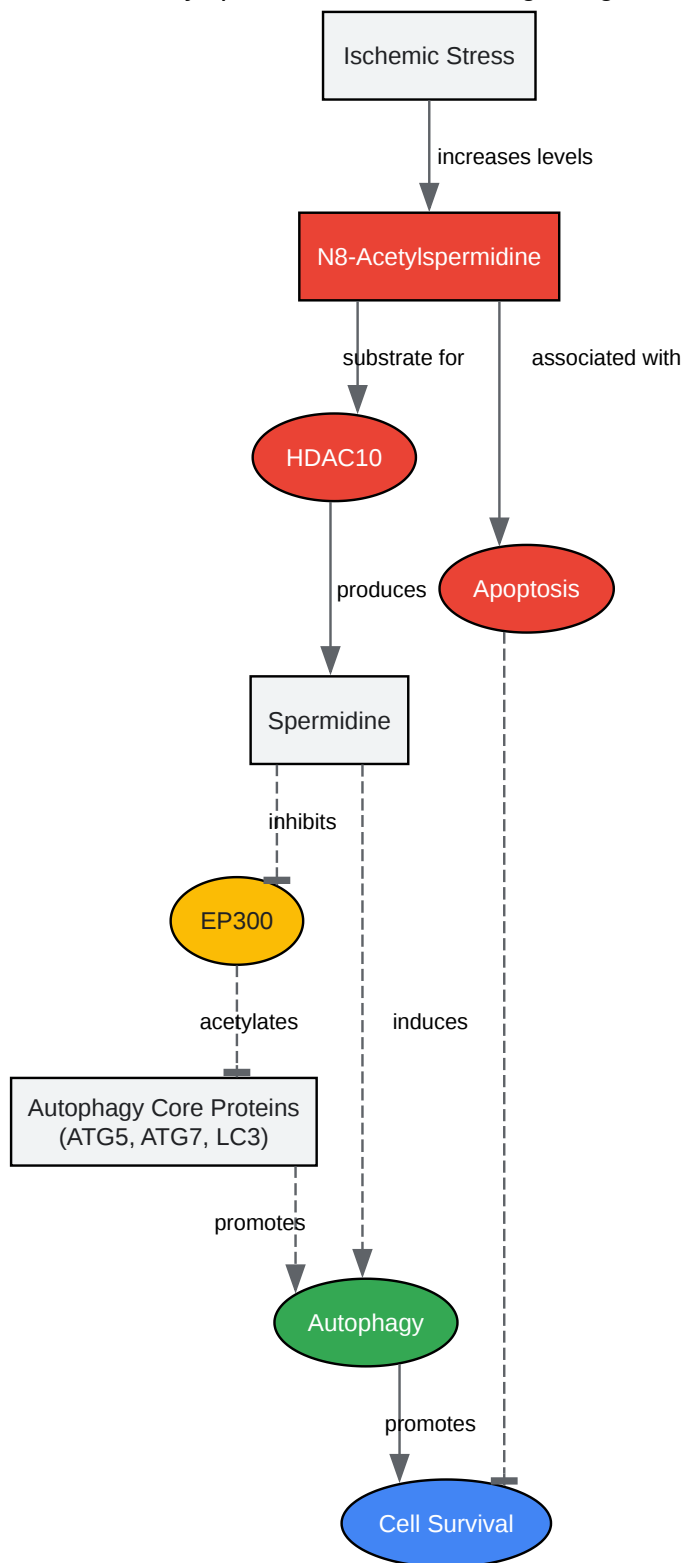 Ischemic Stress
increases levels
N8-Acetylspermidine
substrate for
associated with
HDAC10
Apoptosis
produces
Spermidine
inhibits
EP300
acetylates
induces
Autophagy Core Proteins
(ATG5, ATG7, LC3)
promotes
Autophagy
promotes
Cell Survival